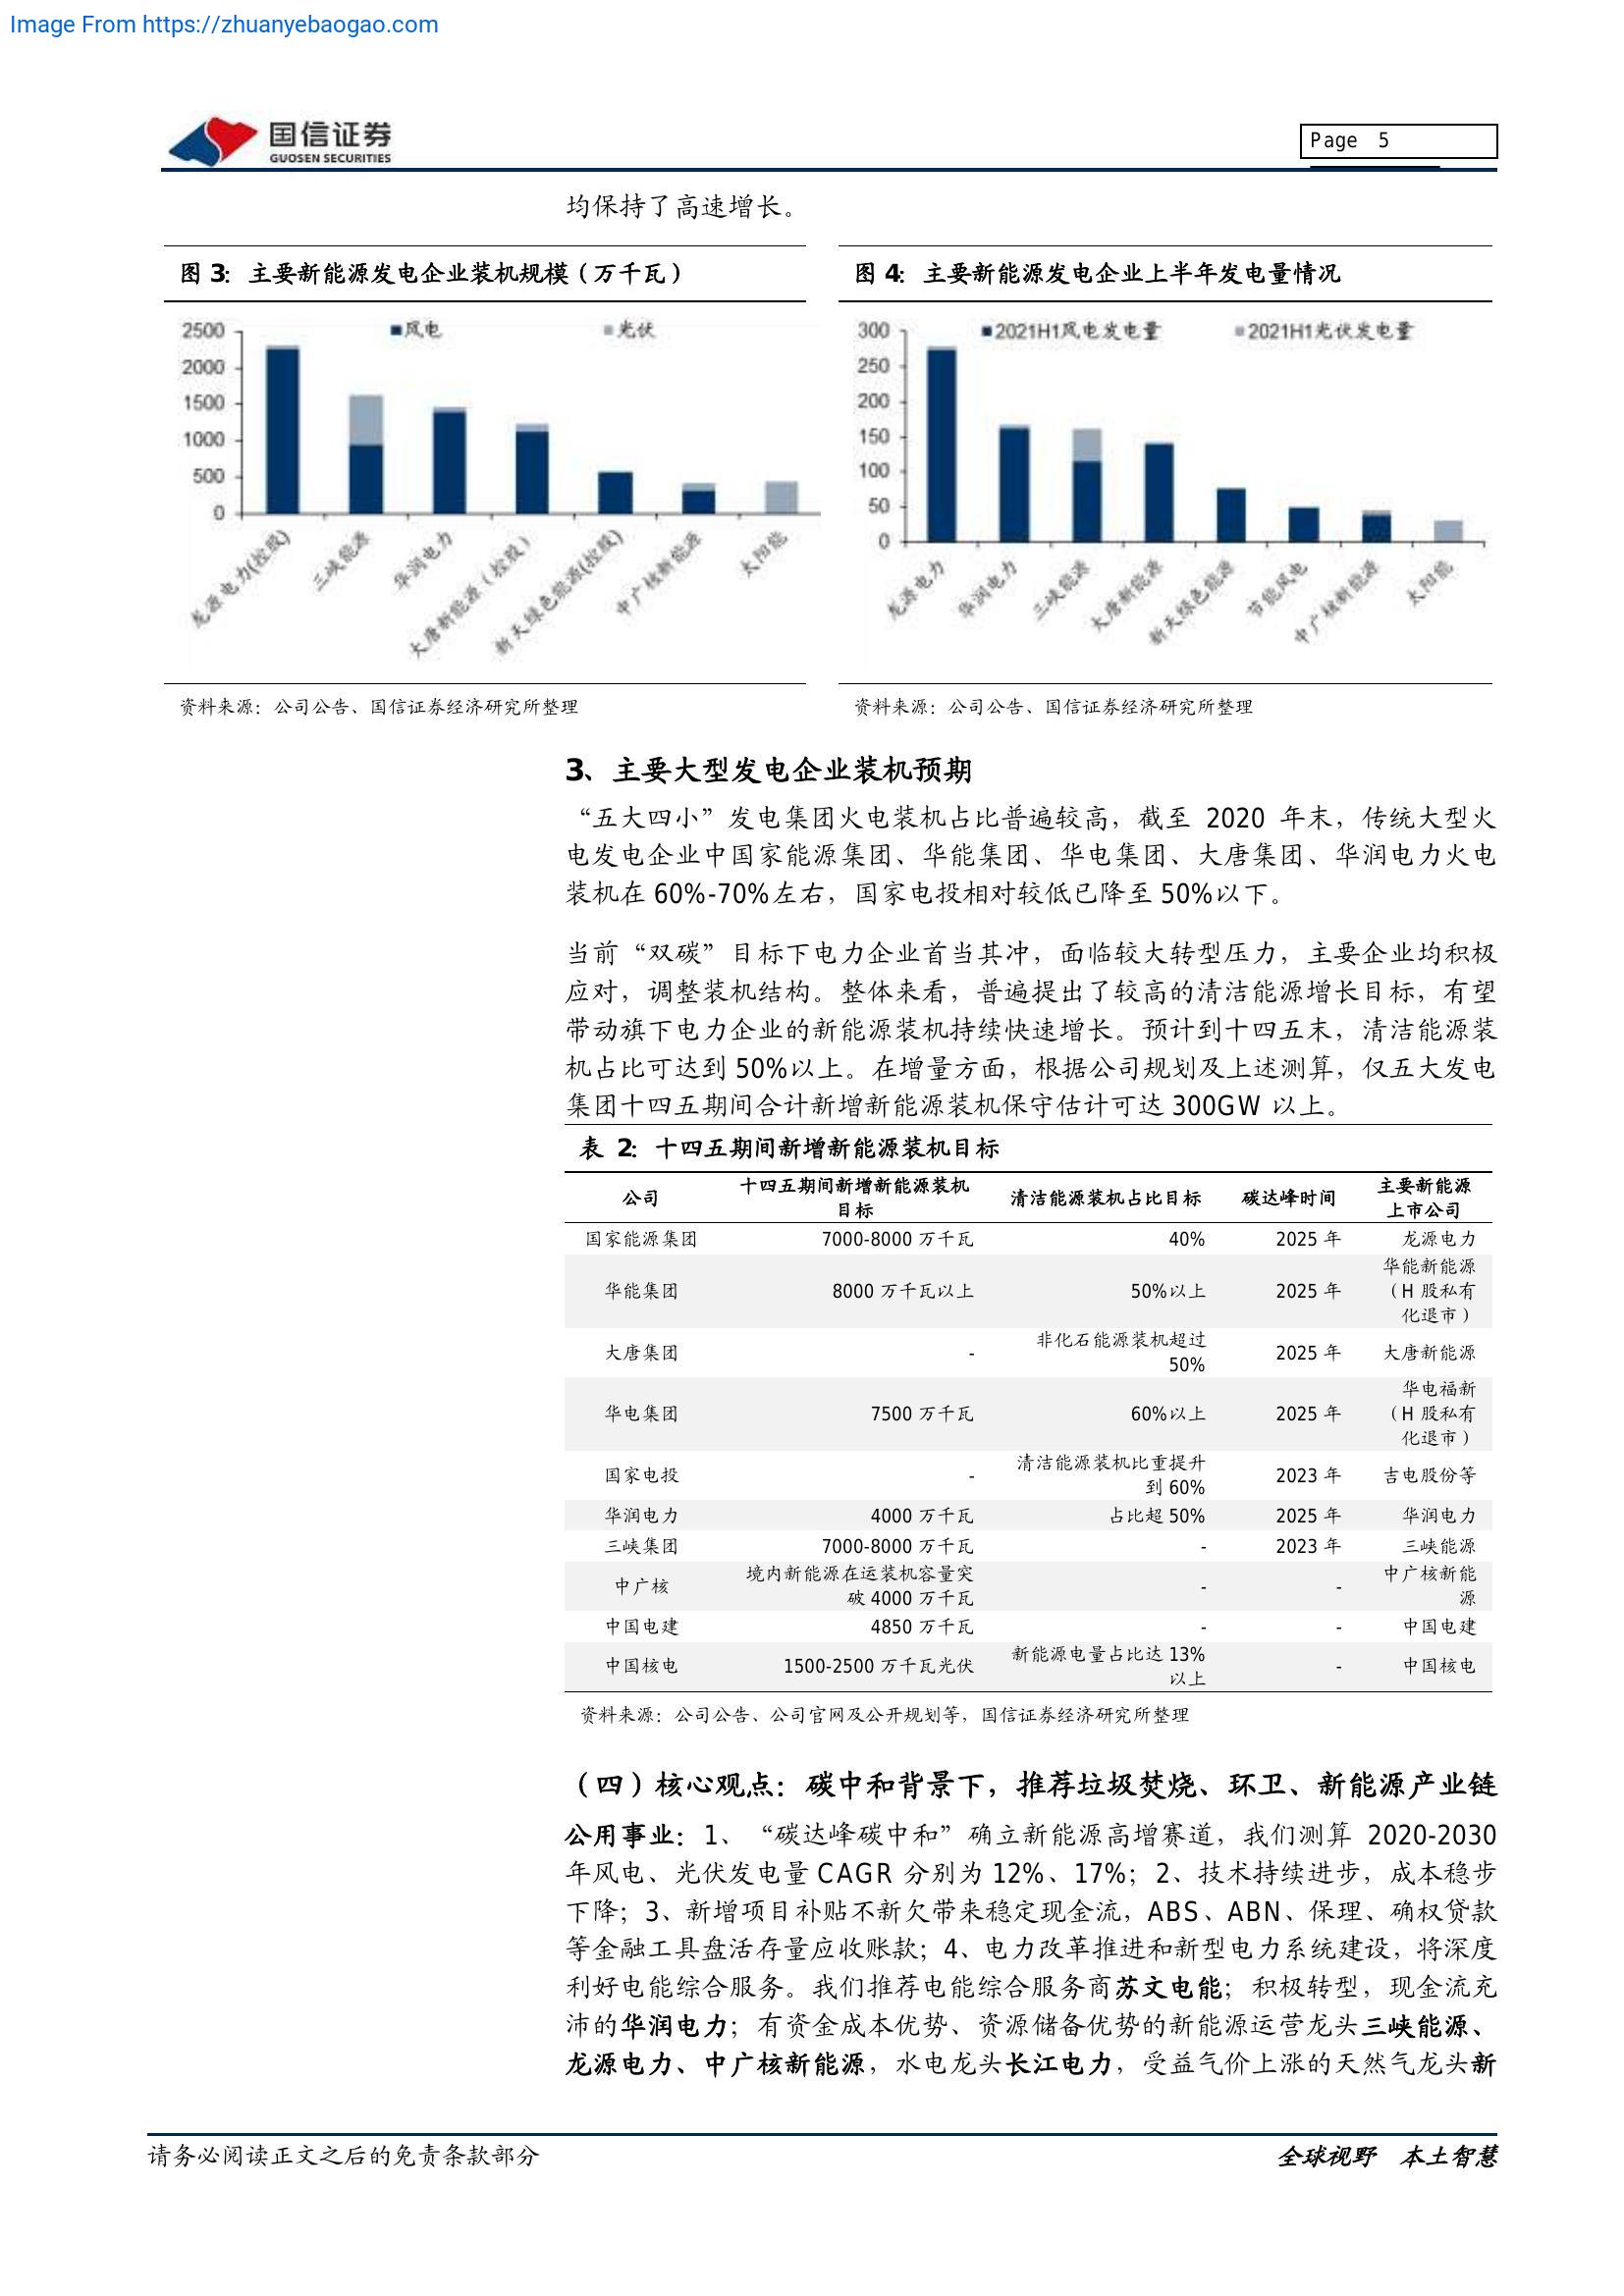 Image From https://zhuanyebaogao.com
国信证券
GUOSEN SECURITIES
Page 5
均保持了高速增长。
图 3：主要新能源发电企业装机规模（万千瓦）
2500
2000
1500
1000
500
0
风电
光伏
龙源电力(控股)
三峡能源
华润电力
大唐新能源（控股）
新天绿色能源(控股)
中广核新能源
太阳能
资料来源：公司公告、国信证券经济研究所整理
图 4：主要新能源发电企业上半年发电量情况
300
250
200
150
100
50
0
2021H1风电发电量
2021H1光伏发电量
龙源电力
华润电力
三峡能源
大唐新能源
新天绿色能源
节能风电
中广核新能源
太阳能
资料来源：公司公告、国信证券经济研究所整理
3、主要大型发电企业装机预期
“五大四小”发电集团火电装机占比普遍较高，截至 2020 年末，传统大型火
电发电企业中国家能源集团、华能集团、华电集团、大唐集团、华润电力火电
装机在 60%-70%左右，国家电投相对较低已降至 50%以下。
当前“双碳”目标下电力企业首当其冲，面临较大转型压力，主要企业均积极
应对，调整装机结构。整体来看，普遍提出了较高的清洁能源增长目标，有望
带动旗下电力企业的新能源装机持续快速增长。预计到十四五末，清洁能源装
机占比可达到 50%以上。在增量方面，根据公司规划及上述测算，仅五大发电
集团十四五期间合计新增新能源装机保守估计可达 300GW 以上。
表 2：十四五期间新增新能源装机目标
公司 十四五期间新增新能源装机目标 清洁能源装机占比目标 碳达峰时间 主要新能源上市公司
国家能源集团 7000-8000 万千瓦 40% 2025 年 龙源电力
华能集团 8000 万千瓦以上 50%以上 2025 年 华能新能源（H 股私有化退市）
大唐集团 - 非化石能源装机超过 50% 2025 年 大唐新能源
华电集团 7500 万千瓦 60%以上 2025 年 华电福新（H 股私有化退市）
国家电投 - 清洁能源装机比重提升到 60% 2023 年 吉电股份等
华润电力 4000 万千瓦 占比超 50% 2025 年 华润电力
三峡集团 7000-8000 万千瓦 - 2023 年 三峡能源
中广核 境内新能源在运装机容量突破 4000 万千瓦 - - 中广核新能源
中国电建 4850 万千瓦 - - 中国电建
中国核电 1500-2500 万千瓦光伏 新能源电量占比达 13%以上 - 中国核电
资料来源：公司公告、公司官网及公开规划等，国信证券经济研究所整理
（四）核心观点：碳中和背景下，推荐垃圾焚烧、环卫、新能源产业链
公用事业：1、“碳达峰碳中和”确立新能源高增赛道，我们测算 2020-2030
年风电、光伏发电量 CAGR 分别为 12%、17%；2、技术持续进步，成本稳步
下降；3、新增项目补贴不新欠带来稳定现金流，ABS、ABN、保理、确权贷款
等金融工具盘活存量应收账款；4、电力改革推进和新型电力系统建设，将深度
利好电能综合服务。我们推荐电能综合服务商苏文电能；积极转型，现金流充
沛的华润电力；有资金成本优势、资源储备优势的新能源运营龙头三峡能源、
龙源电力、中广核新能源，水电龙头长江电力，受益气价上涨的天然气龙头新
请务必阅读正文之后的免责条款部分
全球视野 本土智慧